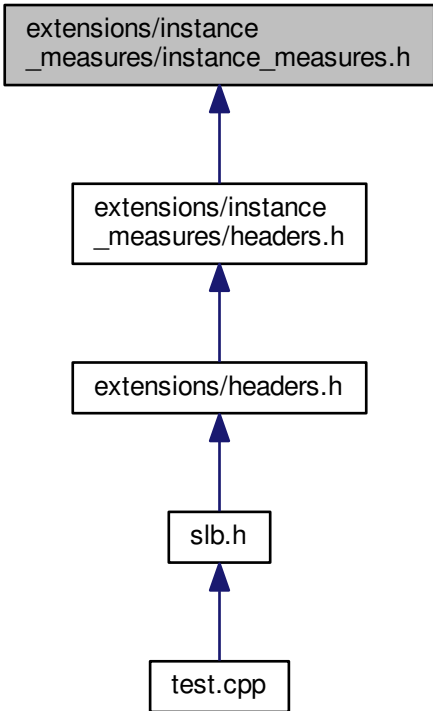 extensions/instance
_measures/instance_measures.h
extensions/instance
_measures/headers.h
extensions/headers.h
slb.h
test.cpp